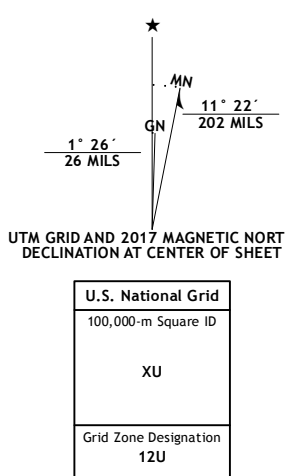 ★
MN
GN
11° 22´
202 MILS
1° 26´
26 MILS
UTM GRID AND 2017 MAGNETIC NORT
DECLINATION AT CENTER OF SHEET
U.S. National Grid
100,000-m Square ID
XU
Grid Zone Designation
12U